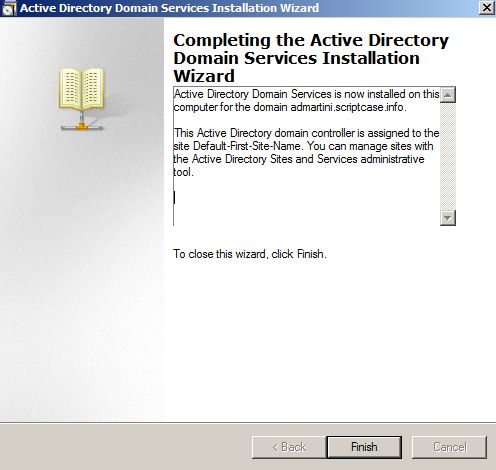 Active Directory Domain Services Installation Wizard
Completing the Active Directory
Domain Services Installation
Wizard
Active Directory Domain Services is now installed on this
computer for the domain admartini.scriptcase.info.
This Active Directory domain controller is assigned to the
site Default-First-Site-Name. You can manage sites with
the Active Directory Sites and Services administrative
tool.
To close this wizard, click Finish.
< Back
Finish
Cancel